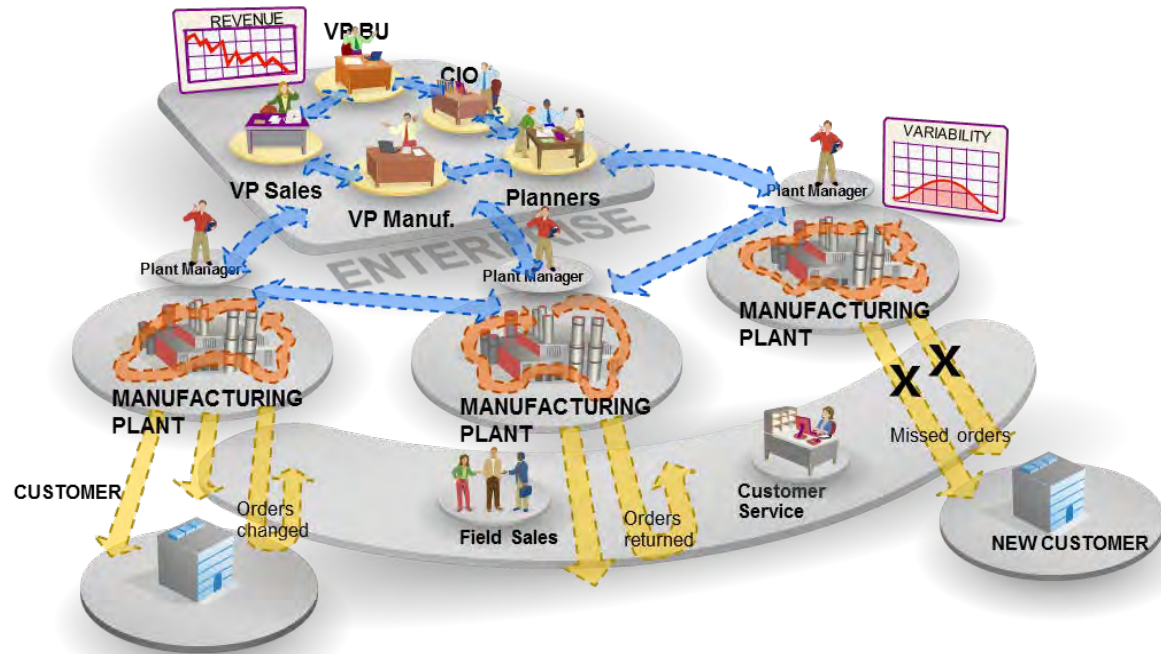 REVENUE
VP BU
CIO
VP Sales
VP Manuf.
Planners
ENTERPRISE
VARIABILITY
Plant Manager
Plant Manager
Plant Manager
MANUFACTURING
PLANT
MANUFACTURING
PLANT
MANUFACTURING
PLANT
Missed orders
CUSTOMER
Orders
changed
Field Sales
Orders
returned
Customer
Service
NEW CUSTOMER
X
X